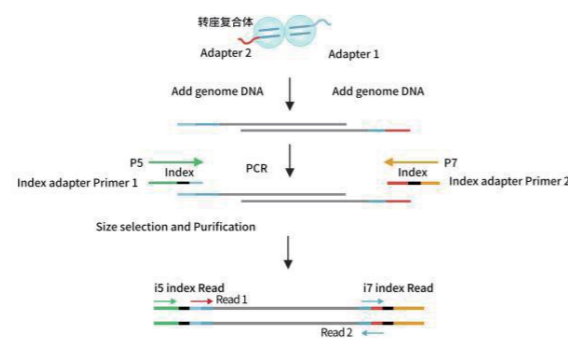 转座复合体
Adapter 2
Adapter 1
Add genome DNA
Add genome DNA
P5
Index
Index adapter Primer 1
PCR
P7
Index
Index adapter Primer 2
Size selection and Purification
i5 index Read
Read 1
i7 index Read
Read 2